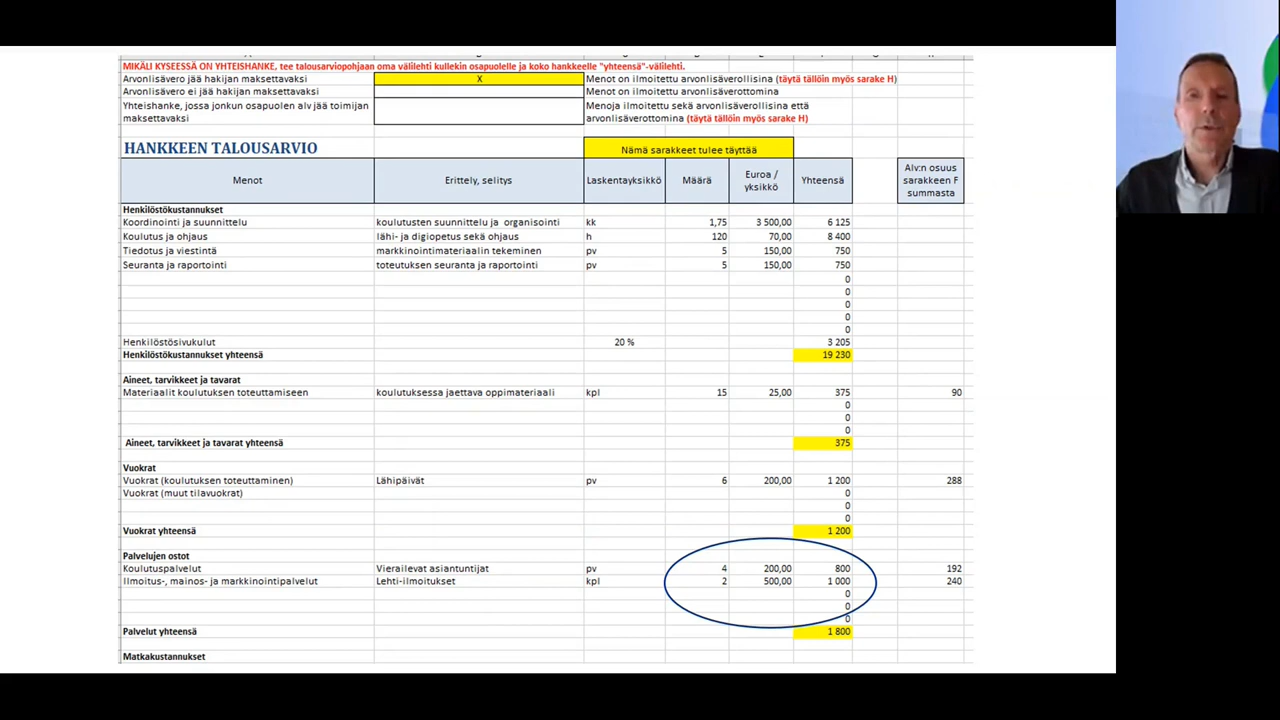 MIKÄLI KYSEESSÄ ON YHTEISHANKE, tee talousarviopohjaan oma välilehti kullekin osapuolelle ja koko hankkeelle "yhteensä"-välilehti.
Arvonlisävero jää hakijan maksettavaksi X Menot on ilmoitettu arvonlisäverollisina (täytä tällöin myös sarake H)
Arvonlisävero ei jää hakijan maksettavaksi Menot on ilmoitettu arvonlisäverottomina
Yhteishanke, jossa jonkun osapuolen alv jää toimijan Menoja ilmoitettu sekä arvonlisäverollisina että
maksettavaksi arvonlisäverottomina (täytä tällöin myös sarake H)
HANKKEEN TALOUSARVIO Nämä sarakkeet tulee täyttää
Menot Erittely, selitys Laskentayksikkö Määrä Euroa / yksikkö Yhteensä Alv:n osuus sarakkeen F summasta
Henkilöstökustannukset
Koordinointi ja suunnittelu koulutusten suunnittelu ja organisointi kk 1,75 3 500,00 6 125
Koulutus ja ohjaus lähi- ja digiopetus sekä ohjaus h 120 70,00 8 400
Tiedotus ja viestintä markkinointimateriaalin tekeminen pv 5 150,00 750
Seuranta ja raportointi toteutuksen seuranta ja raportointi pv 5 150,00 750
0
0
0
0
0
Henkilöstösivukulut 20 % 3 205
Henkilöstökustannukset yhteensä 19 230
Aineet, tarvikkeet ja tavarat
Materiaalit koulutuksen toteuttamiseen koulutuksessa jaettava oppimateriaali kpl 15 25,00 375 90
0
0
0
Aineet, tarvikkeet ja tavarat yhteensä 375
Vuokrat
Vuokrat (koulutuksen toteuttaminen) Lähipäivät pv 6 200,00 1 200 288
Vuokrat (muut tilavuokrat) 0
0
0
Vuokrat yhteensä 1 200
Palvelujen ostot
Koulutuspalvelut Vierailevat asiantuntijat pv 4 200,00 800 192
Ilmoitus-, mainos- ja markkinointipalvelut Lehti-ilmoitukset kpl 2 500,00 1 000 240
0
0
0
Palvelut yhteensä 1 800
Matkakustannukset